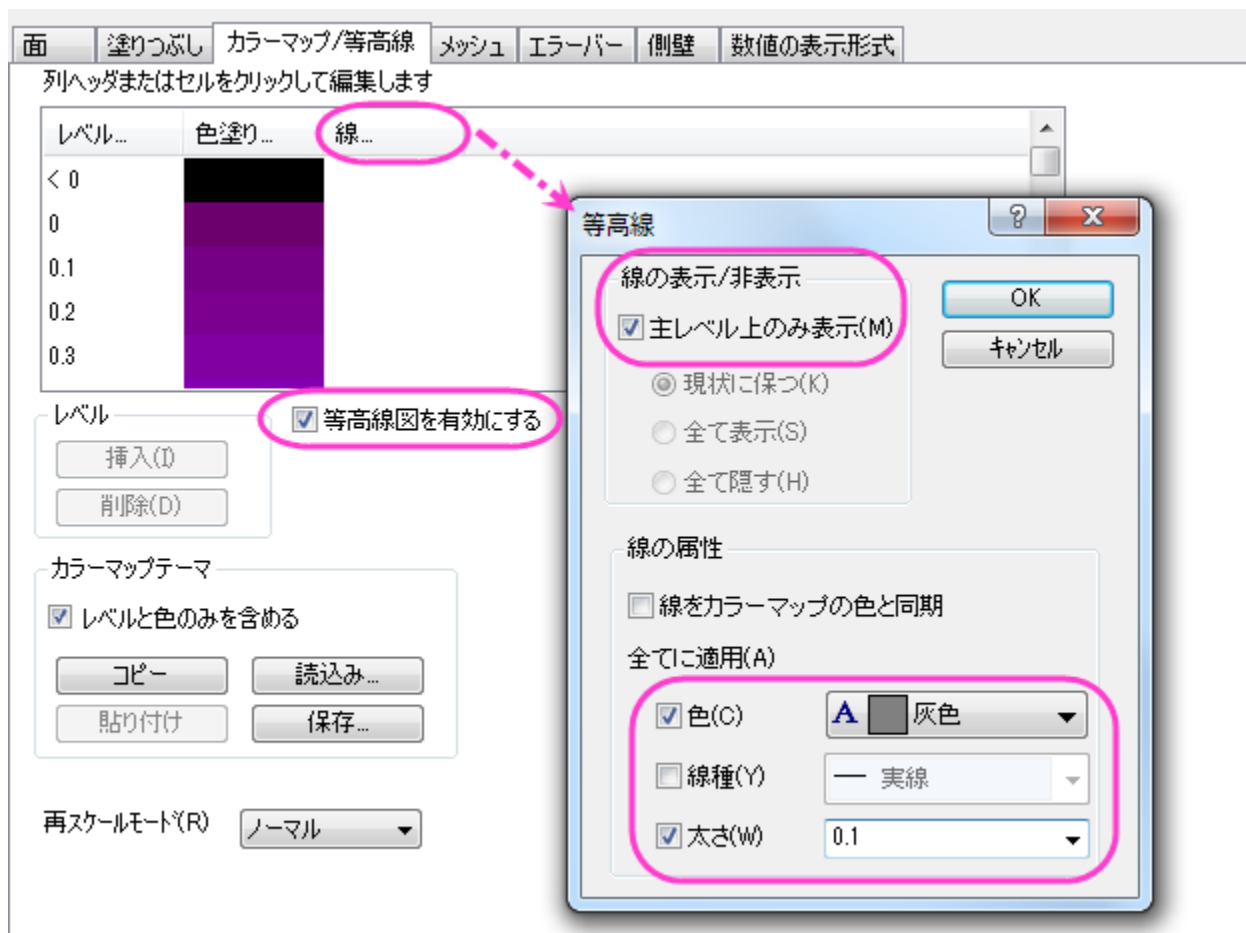 面 塗りつぶし カラーマップ/等高線 メッシュ エラーバー 側壁 数値の表示形式
列ヘッダまたはセルをクリックして編集します
レベル... 色塗り... 線...
< 0
0
0.1
0.2
0.3
レベル
挿入(I)
削除(D)
等高線図を有効にする
カラーマップテーマ
レベルと色のみを含める
コピー 読込み...
貼り付け 保存...
再スケールモード(R) ノーマル
等高線
線の表示/非表示
主レベル上のみ表示(M)
現状に保つ(K)
全て表示(S)
全て隠す(H)
OK
キャンセル
線の属性
線をカラーマップの色と同期
全てに適用(A)
色(C) A 灰色
線種(Y) 実線
太さ(W) 0.1